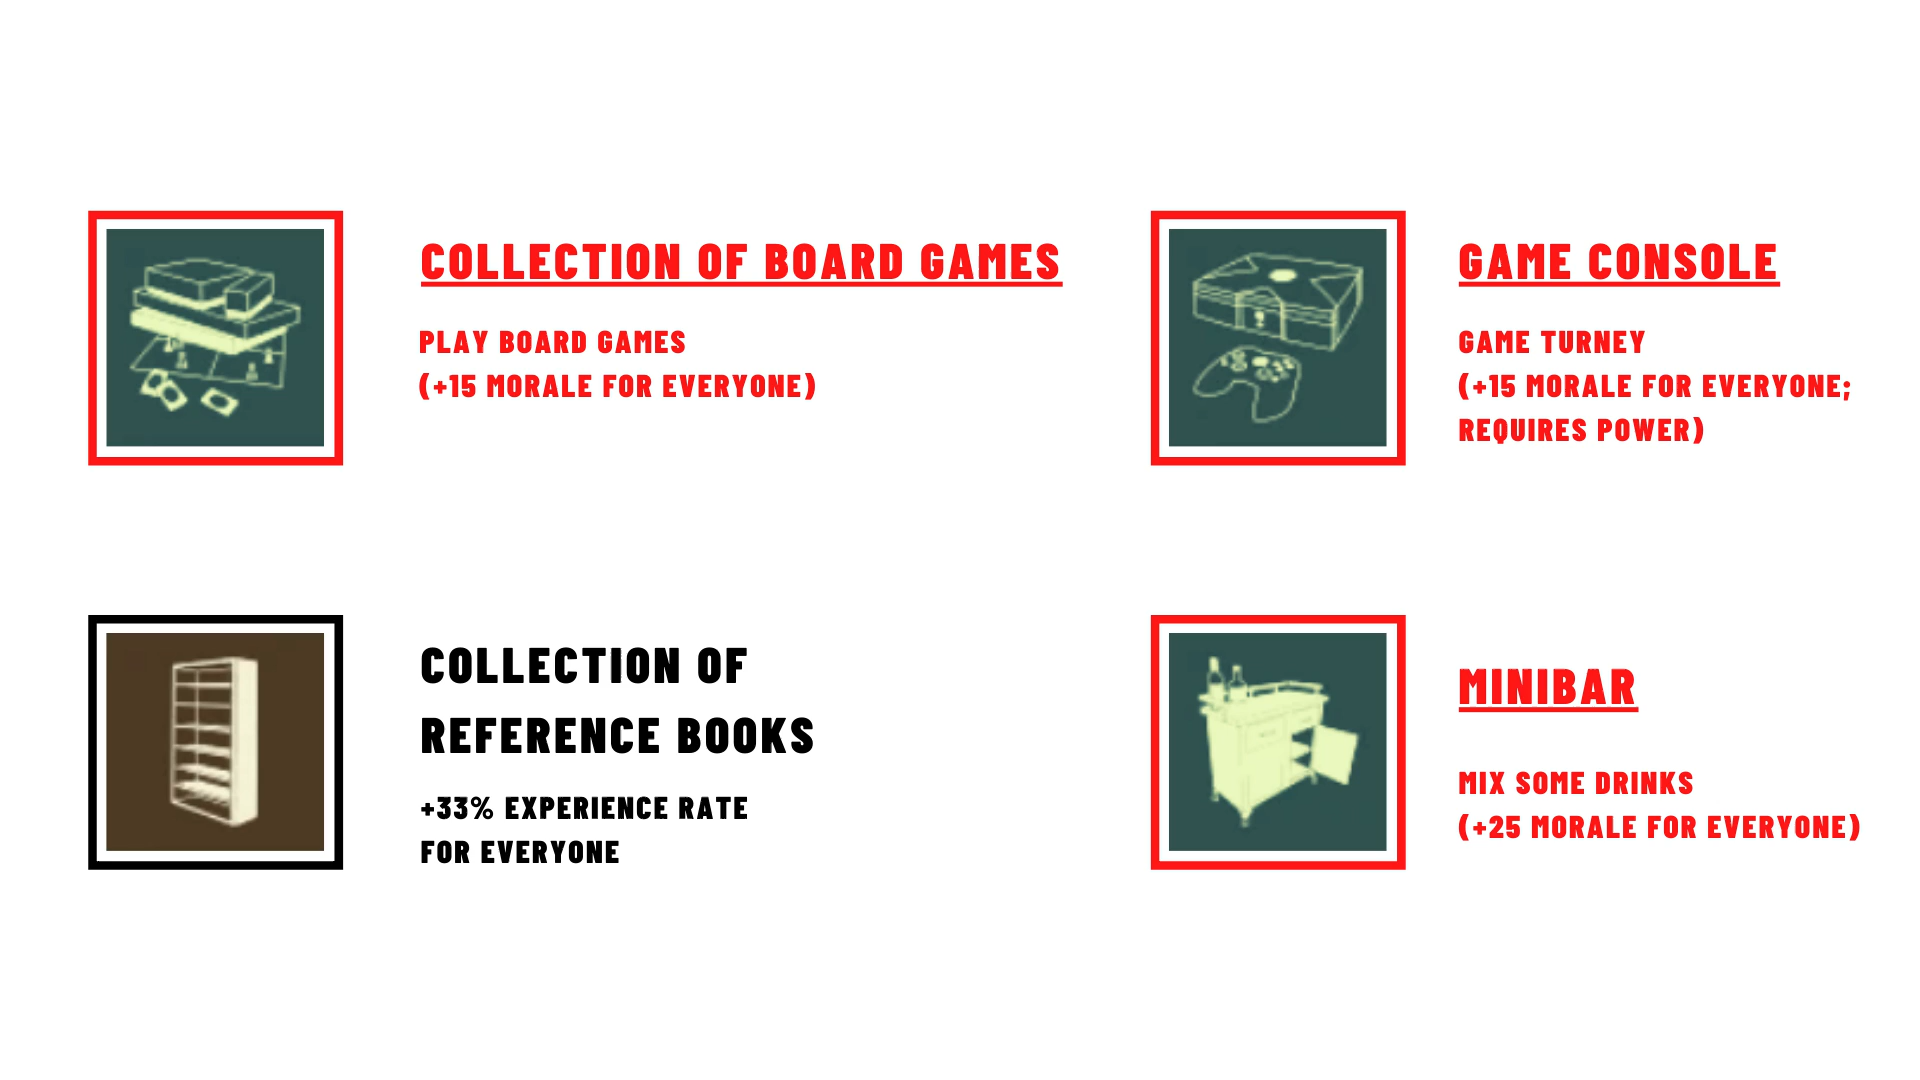 COLLECTION OF BOARD GAMES
PLAY BOARD GAMES
(+15 MORALE FOR EVERYONE)
GAME CONSOLE
GAME TURNEY
(+15 MORALE FOR EVERYONE;
REQUIRES POWER)
COLLECTION OF
REFERENCE BOOKS
+33% EXPERIENCE RATE
FOR EVERYONE
MINIBAR
MIX SOME DRINKS
(+25 MORALE FOR EVERYONE)